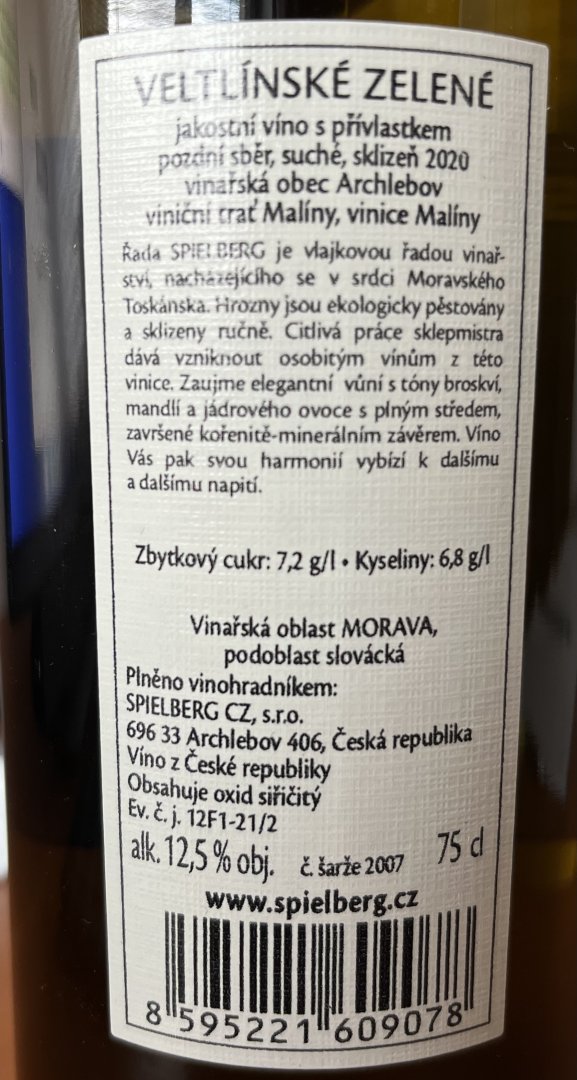 VELTLÍNSKÉ ZELENÉ
jakostní víno s přívlastkem
pozdní sběr, suché, sklizeň 2020
vinařská obec Archlebov
viniční trať Malíny, vinice Malíny
Řada SPIELBERG je vlajkovou řadou vinař-
ství, nacházejícího se v srdci Moravského
Toskánska. Hrozny jsou ekologicky pěstovány
a sklizeny ručně. Citlivá práce sklepmistra
dává vzniknout osobitým vínům z této
vinice. Zaujme elegantní vůní s tóny broskví,
mandlí a jádrového ovoce s plným středem,
završené kořenitě-minerálním závěrem. Víno
Vás pak svou harmonií vybízí k dalšímu
a dalšímu napití.
Zbytkový cukr: 7,2 g/l • Kyseliny: 6,8 g/l
Vinařská oblast MORAVA,
podoblast slovácká
Plněno vinohradníkem:
SPIELBERG CZ, s.r.o.
696 33 Archlebov 406, Česká republika
Víno z České republiky
Obsahuje oxid siřičitý
Ev. č. j. 12F1-21/2
alk. 12,5 % obj. č. šarže 2007 75 cl
www.spielberg.cz
8 595221 609078